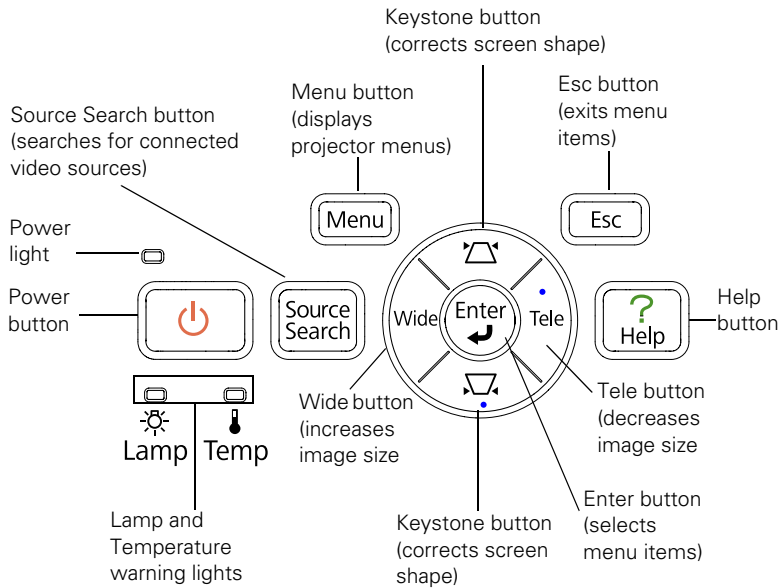 Keystone button
(corrects screen shape)
Esc button
(exits menu
items)
Menu button
(displays
projector menus)
Source Search button
(searches for connected
video sources)
Menu
Esc
Power
light
Power
button
Source
Search
Wide
Enter
Tele
?
Help
Help
button
Wide button
(increases
image size
Tele button
(decreases
image size
Lamp
Temp
Enter button
(selects
menu items)
Lamp and
Temperature
warning lights
Keystone button
(corrects screen
shape)